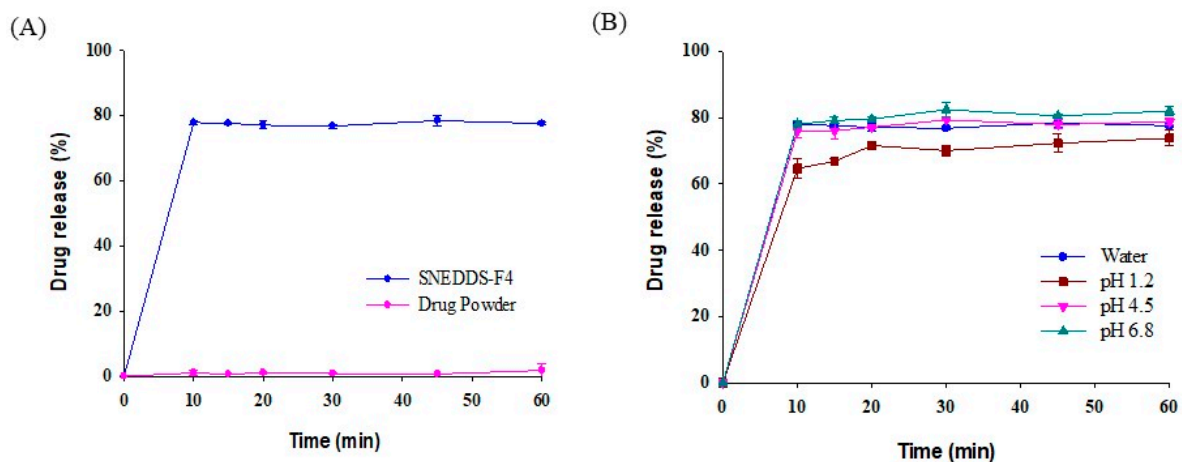 (A)
100
80
60
40
20
0
Drug release (%)
SNEDDS-F4
Drug Powder
0 10 20 30 40 50 60
Time (min)
(B)
100
80
60
40
20
0
Drug release (%)
Water
pH 1.2
pH 4.5
pH 6.8
0 10 20 30 40 50 60
Time (min)